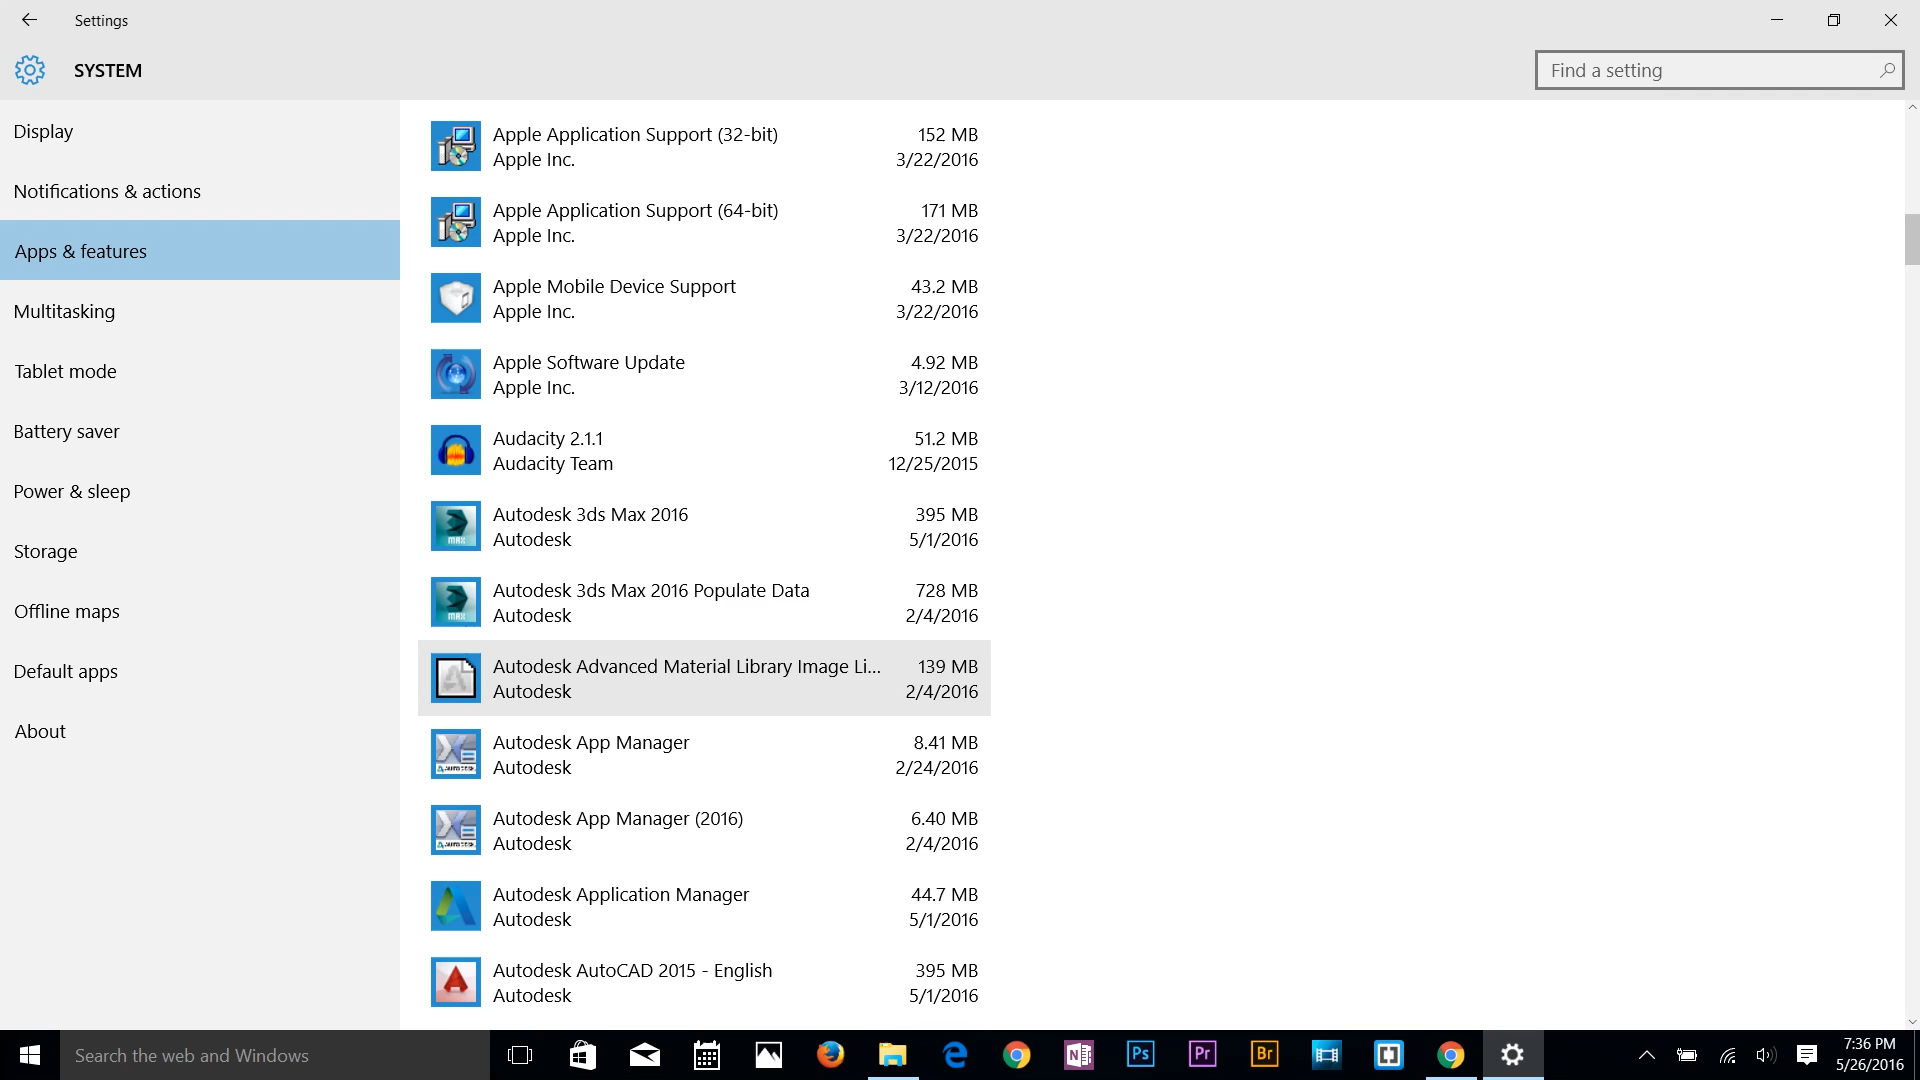 Settings
SYSTEM
Find a setting
Display
Notifications & actions
Apps & features
Multitasking
Tablet mode
Battery saver
Power & sleep
Storage
Offline maps
Default apps
About
Apple Application Support (32-bit) 152 MB
Apple Inc. 3/22/2016
Apple Application Support (64-bit) 171 MB
Apple Inc. 3/22/2016
Apple Mobile Device Support 43.2 MB
Apple Inc. 3/22/2016
Apple Software Update 4.92 MB
Apple Inc. 3/12/2016
Audacity 2.1.1 51.2 MB
Audacity Team 12/25/2015
Autodesk 3ds Max 2016 395 MB
Autodesk 5/1/2016
MAX
Autodesk 3ds Max 2016 Populate Data 728 MB
Autodesk 2/4/2016
MAX
Autodesk Advanced Material Library Image Li... 139 MB
Autodesk 2/4/2016
Autodesk App Manager 8.41 MB
Autodesk 2/24/2016
AUTODESK
Autodesk App Manager (2016) 6.40 MB
Autodesk 2/4/2016
AUTODESK
Autodesk Application Manager 44.7 MB
Autodesk 5/1/2016
Autodesk AutoCAD 2015 - English 395 MB
Autodesk 5/1/2016
Search the web and Windows
N
Ps
Pr
Br
7:36 PM
5/26/2016